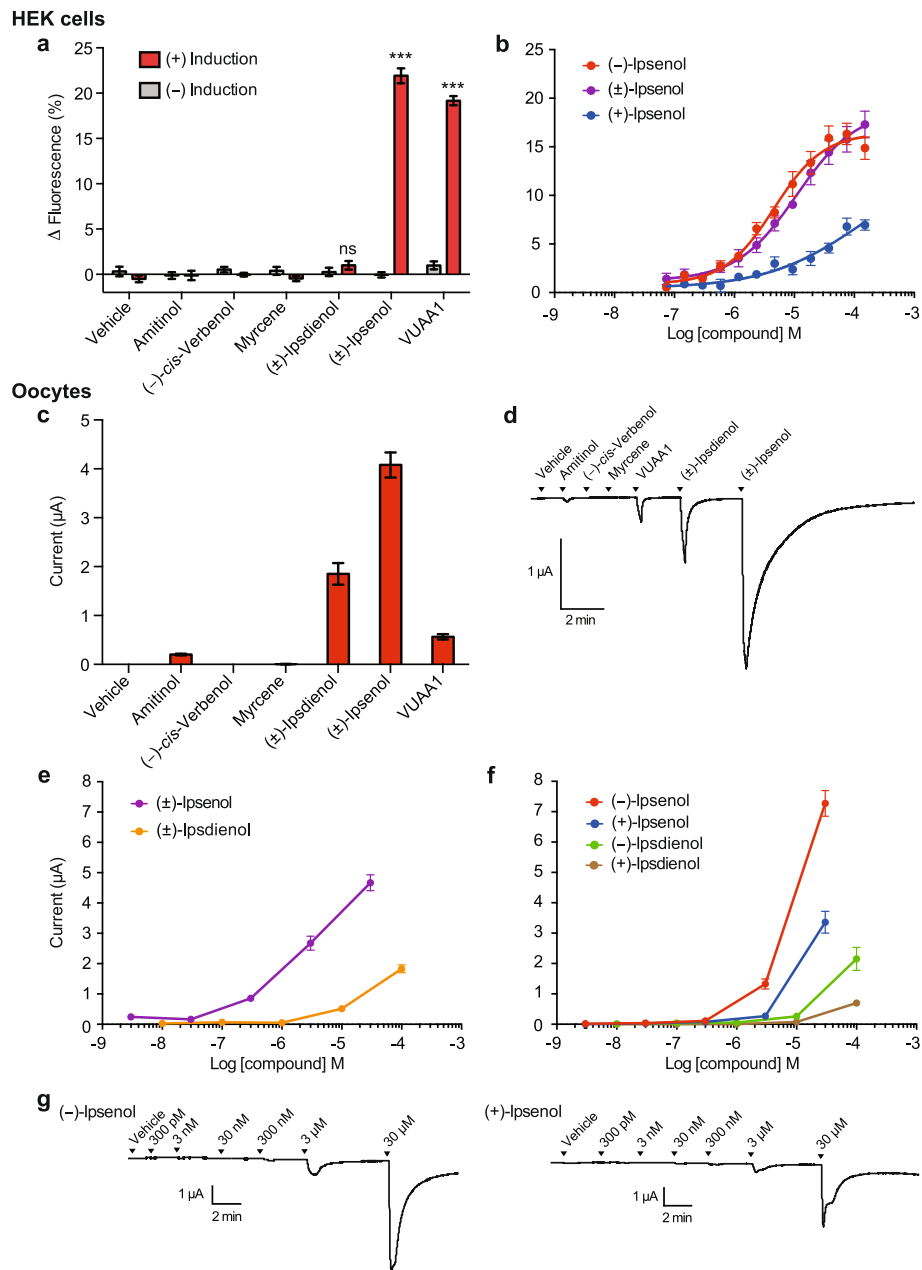 HEK cells
a
25
20
15
10
5
0
Δ Fluorescence (%)
(+) Induction
(−) Induction
ns
***
***
Vehicle
Amitinol
(−)-cis-Verbenol
Myrcene
(±)-Ipsdienol
(±)-Ipsenol
VUAA1
b
25
20
15
10
5
0
(−)-Ipsenol
(±)-Ipsenol
(+)-Ipsenol
-9 -8 -7 -6 -5 -4 -3
Log [compound] M
Oocytes
c
5
4
3
2
1
0
Current (µA)
Vehicle
Amitinol
(−)-cis-Verbenol
Myrcene
(±)-Ipsdienol
(±)-Ipsenol
VUAA1
d
Vehicle
Amitinol
(−)-cis-Verbenol
Myrcene
VUAA1
(±)-Ipsdienol
(±)-Ipsenol
1 µA
2 min
e
8
7
6
5
4
3
2
1
0
Current (µA)
(±)-Ipsenol
(±)-Ipsdienol
-9 -8 -7 -6 -5 -4 -3
Log [compound] M
f
8
7
6
5
4
3
2
1
0
(−)-Ipsenol
(+)-Ipsenol
(−)-Ipsdienol
(+)-Ipsdienol
-9 -8 -7 -6 -5 -4 -3
Log [compound] M
g
(−)-Ipsenol
Vehicle
300 pM
3 nM
30 nM
300 nM
3 µM
30 µM
1 µA
2 min
(+)-Ipsenol
Vehicle
300 pM
3 nM
30 nM
300 nM
3 µM
30 µM
1 µA
2 min